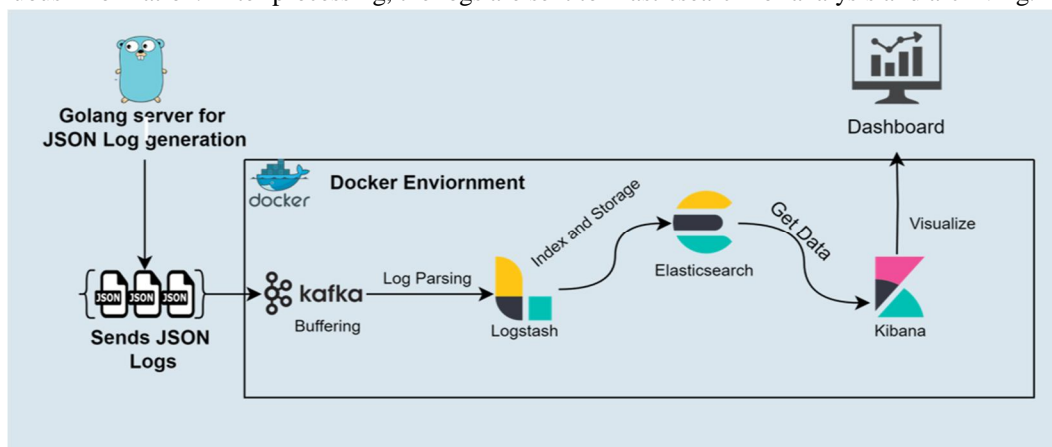 Golang server for
JSON Log generation
Dashboard
docker
Docker Enviornment
Index and Storage
Get Data
Visualize
Elasticsearch
JSON JSON JSON
kafka
Log Parsing
Buffering
Logstash
Kibana
Sends JSON
Logs